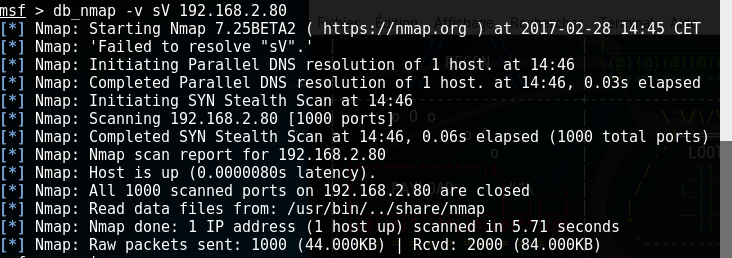 Fichier Édition Affichage
msf > db_nmap -v sV 192.168.2.80
[*] Nmap: Starting Nmap 7.25BETA2 ( https://nmap.org ) at 2017-02-28 14:45 CET
[*] Nmap: 'Failed to resolve "sV".'
[*] Nmap: Initiating Parallel DNS resolution of 1 host. at 14:46
[*] Nmap: Completed Parallel DNS resolution of 1 host. at 14:46, 0.03s elapsed
[*] Nmap: Initiating SYN Stealth Scan at 14:46
[*] Nmap: Scanning 192.168.2.80 [1000 ports]
[*] Nmap: Completed SYN Stealth Scan at 14:46, 0.06s elapsed (1000 total ports)
[*] Nmap: Nmap scan report for 192.168.2.80
[*] Nmap: Host is up (0.0000080s latency).
[*] Nmap: All 1000 scanned ports on 192.168.2.80 are closed
[*] Nmap: Read data files from: /usr/bin/../share/nmap
[*] Nmap: Nmap done: 1 IP address (1 host up) scanned in 5.71 seconds
[*] Nmap: Raw packets sent: 1000 (44.000KB) | Rcvd: 2000 (84.000KB)